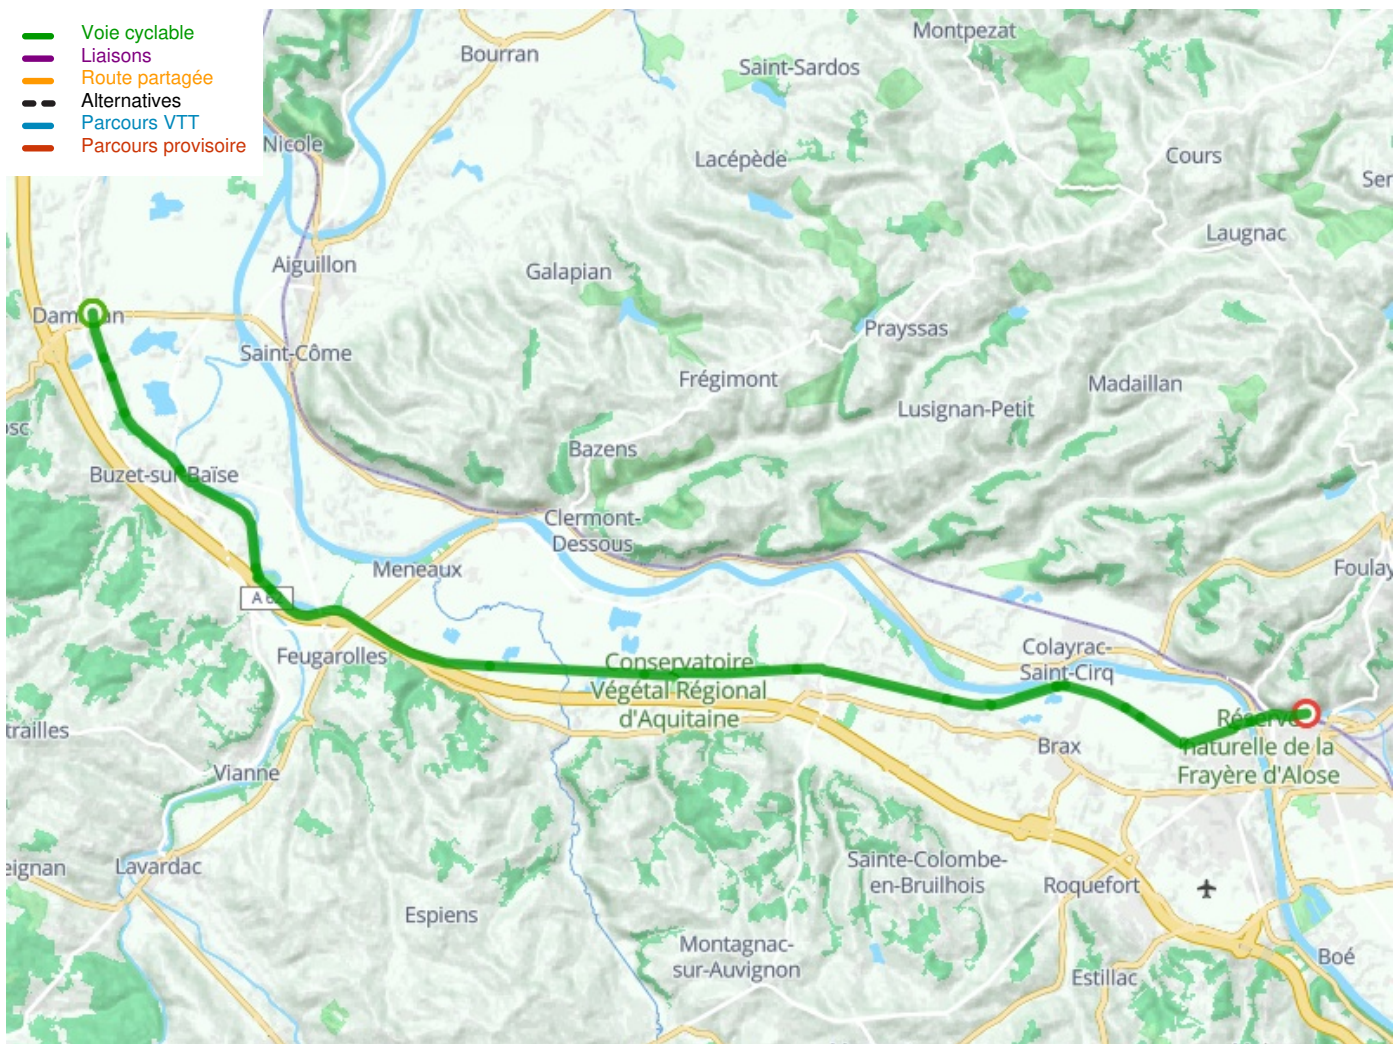 Voie cyclable
Liaisons
Route partagée
Alternatives
Parcours VTT
Parcours provisoire
Montpezat
Bourran
Saint-Sardos
Nicole
Lacépède
Cours
Laugnac
Aiguillon
Galapian
Prayssas
Saint-Côme
Frégimont
Madaillan
Lusignan-Petit
Bazens
Buzet-sur-Baïse
Clermont-
Dessous
Meneaux
Foulay
Colayrac-
Saint-Cirq
Feugarolles
Conservatoire
Végétal Régional
d'Aquitaine
Réserve
naturelle de la
Frayère d'Alose
trailles
Brax
Vianne
Sainte-Colombe-
en-Bruilhois
eignan
Lavardac
Roquefort
Espiens
Montagnac-
sur-Auvignon
Boé
Estillac